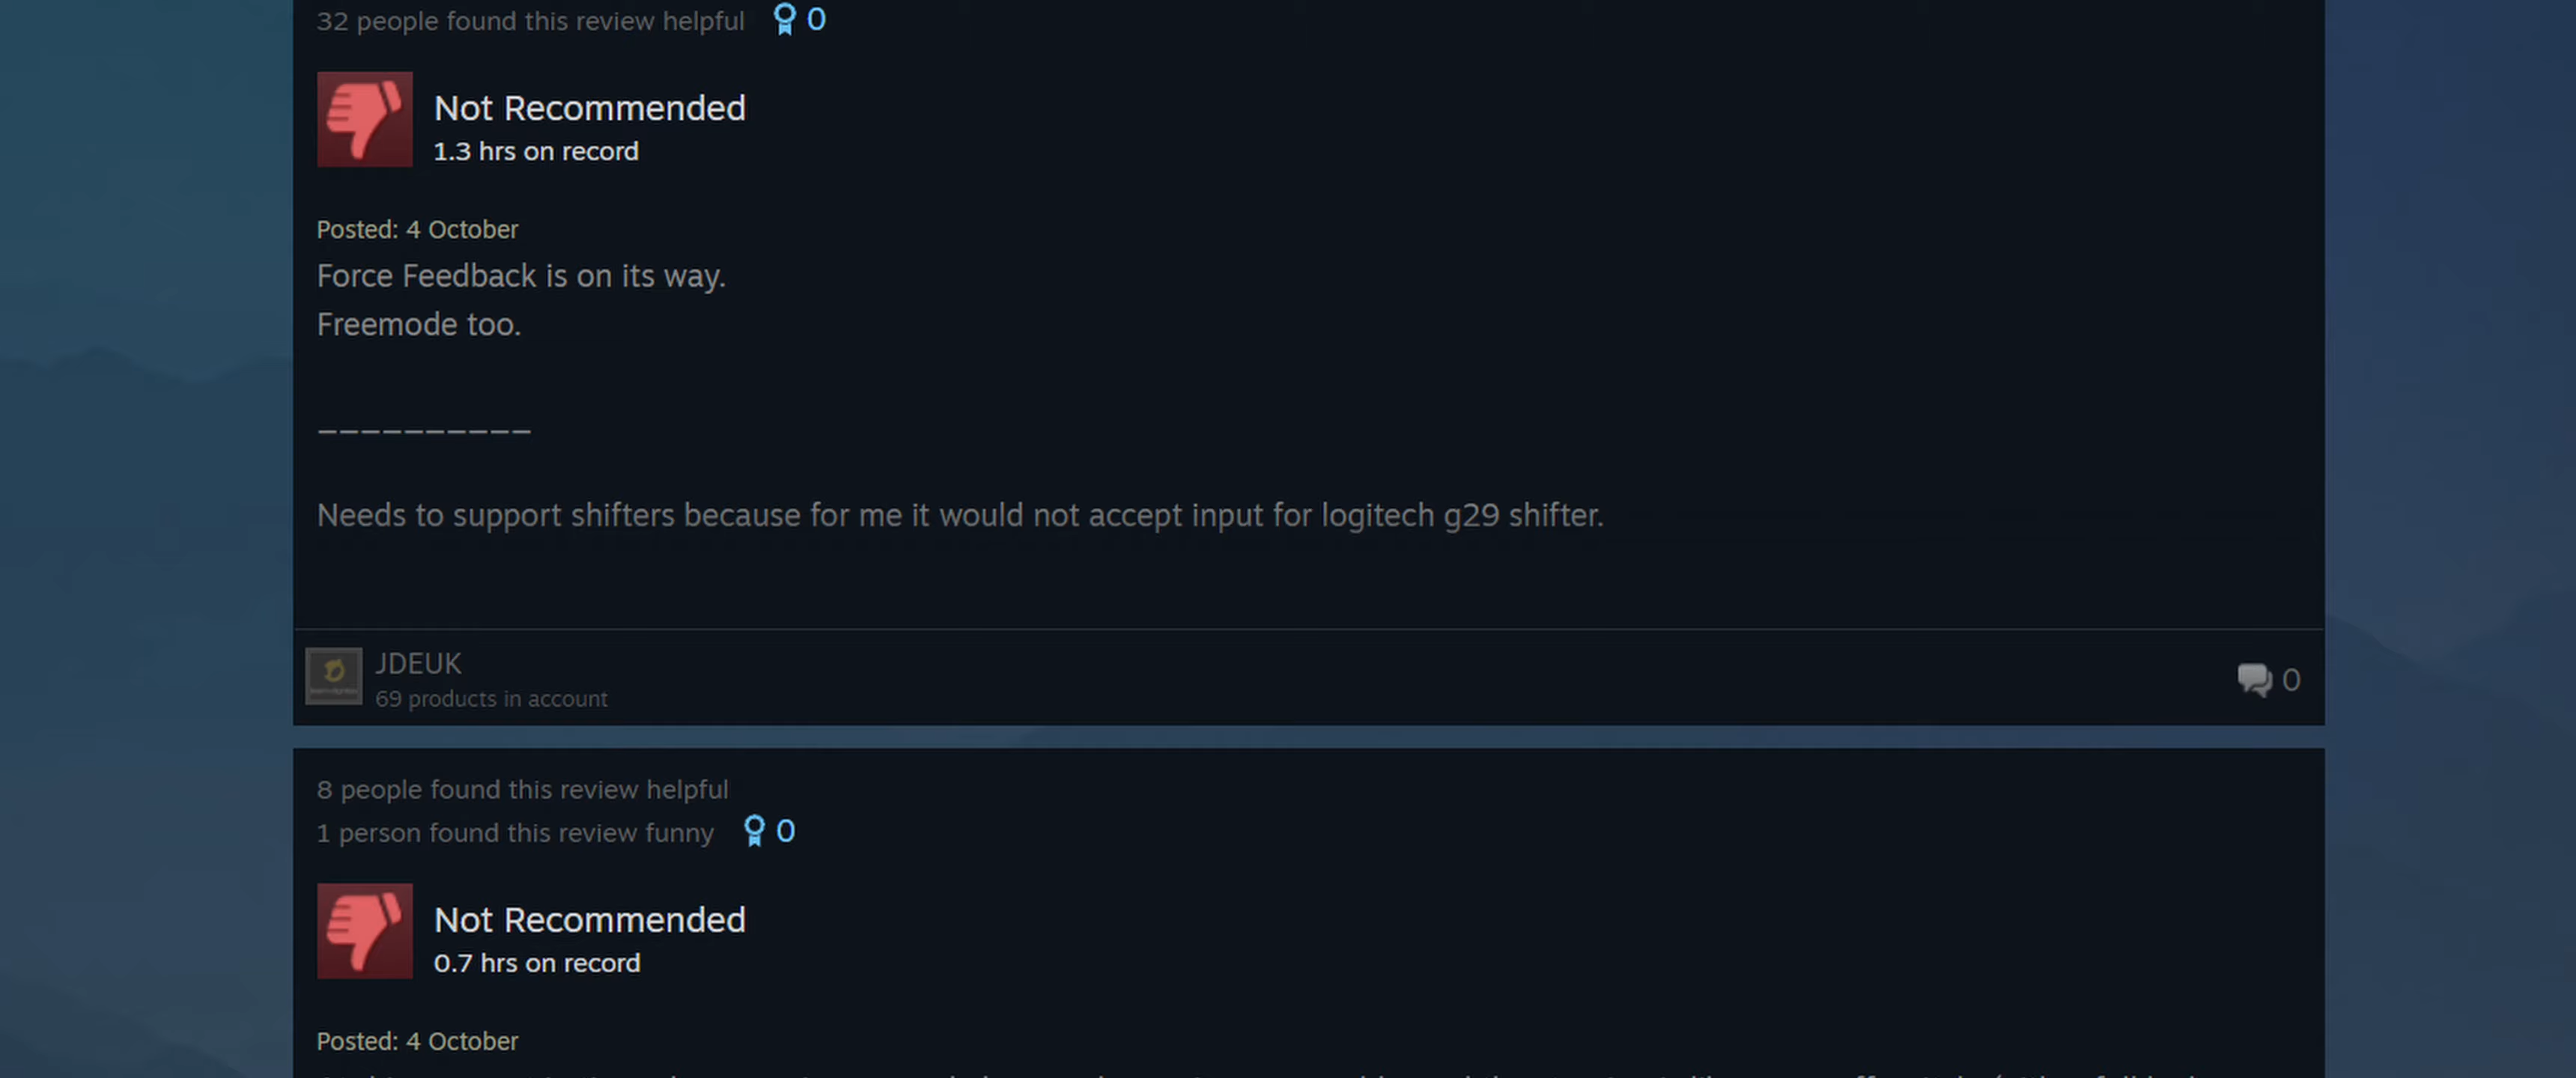 32 people found this review helpful 0
Not Recommended
1.3 hrs on record
Posted: 4 October
Force Feedback is on its way.
Freemode too.
__________
Needs to support shifters because for me it would not accept input for logitech g29 shifter.
JDEUK
69 products in account
0
8 people found this review helpful
1 person found this review funny 0
Not Recommended
0.7 hrs on record
Posted: 4 October